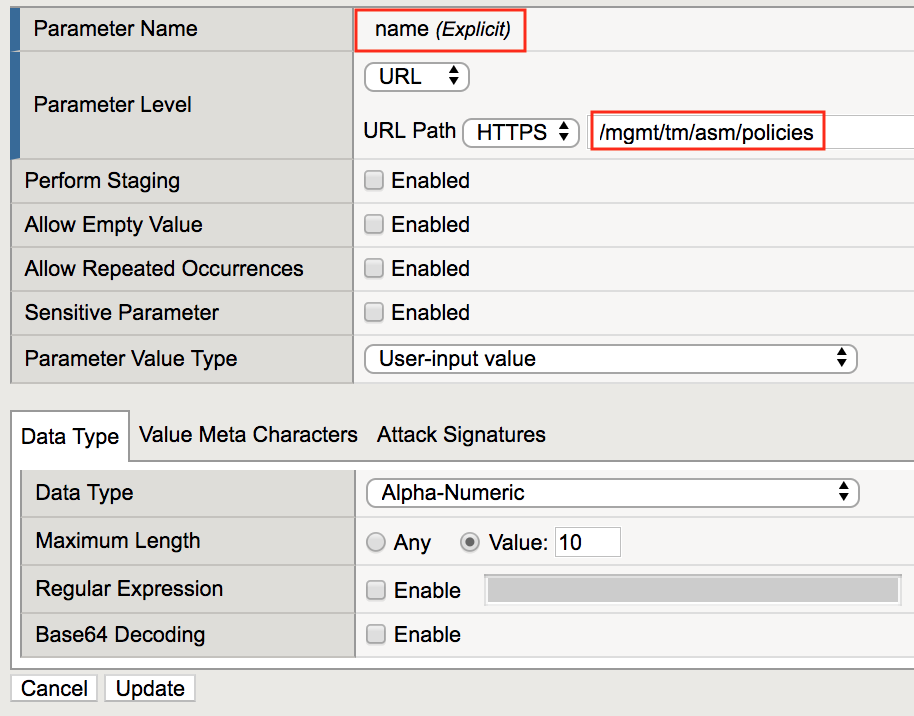 Parameter Name name (Explicit)
Parameter Level URL
URL Path HTTPS /mgmt/tm/asm/policies
Perform Staging Enabled
Allow Empty Value Enabled
Allow Repeated Occurrences Enabled
Sensitive Parameter Enabled
Parameter Value Type User-input value
Data Type Value Meta Characters Attack Signatures
Data Type Alpha-Numeric
Maximum Length Any Value: 10
Regular Expression Enable
Base64 Decoding Enable
Cancel Update